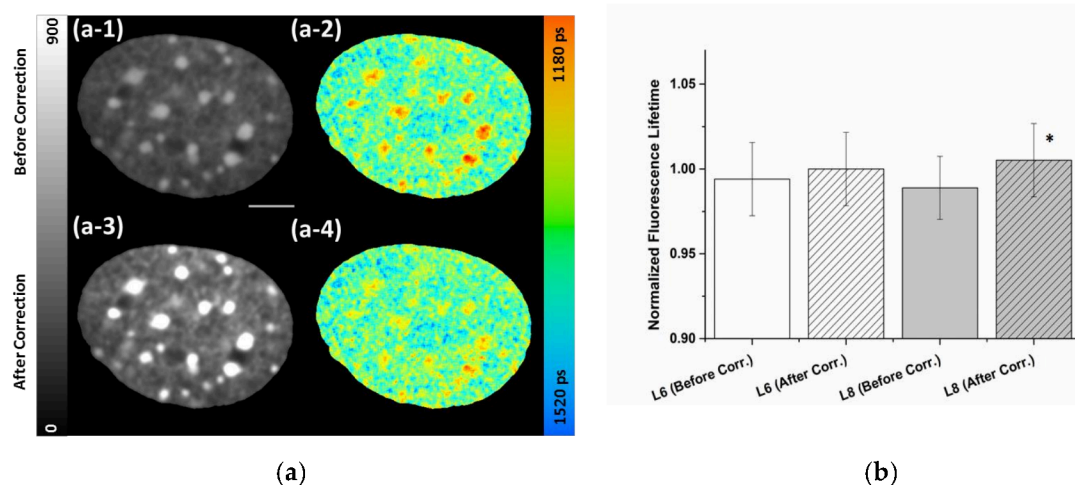 Before Correction
After Correction
900
0
(a-1)
(a-2)
(a-3)
(a-4)
1180 ps
1520 ps
(a)
Normalized Fluorescence Lifetime
1.05
1.00
0.95
0.90
*
L6 (Before Corr.)
L6 (After Corr.)
L8 (Before Corr.)
L8 (After Corr.)
(b)